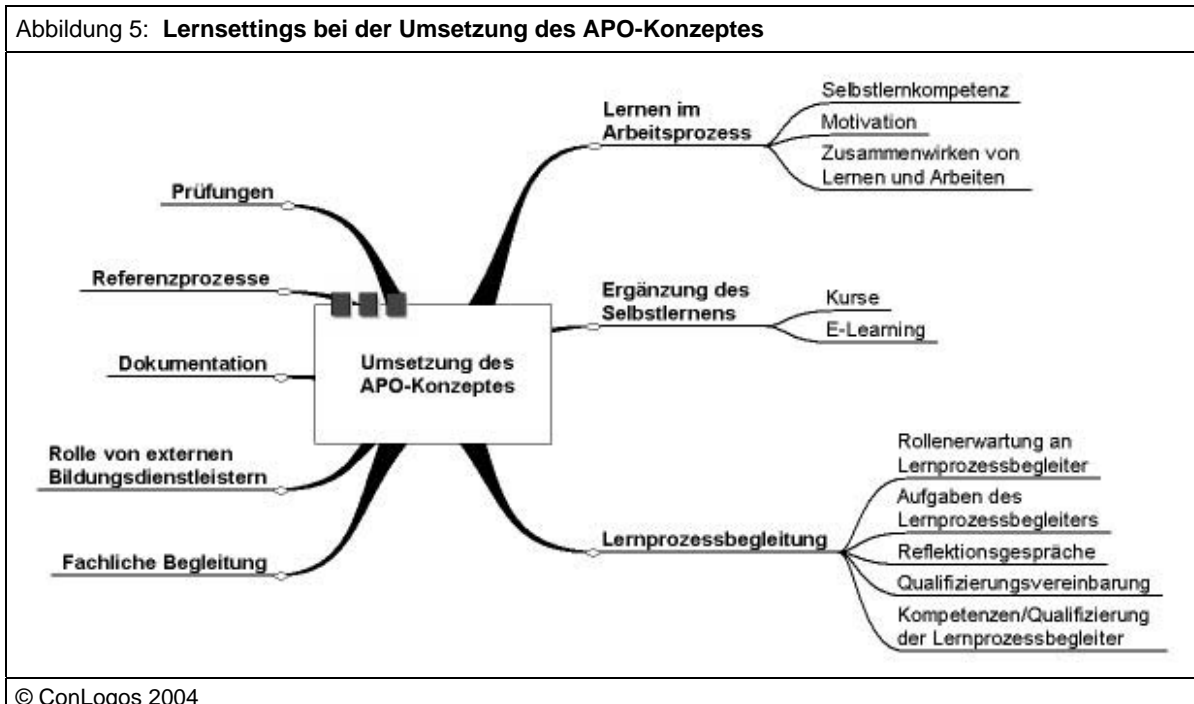 Abbildung 5: Lernsettings bei der Umsetzung des APO-Konzeptes
Prüfungen
Referenzprozesse
Dokumentation
Rolle von externen
Bildungsdienstleistern
Fachliche Begleitung
Umsetzung des
APO-Konzeptes
Lernen im
Arbeitsprozess
Selbstlernkompetenz
Motivation
Zusammenwirken von
Lernen und Arbeiten
Ergänzung des
Selbstlernens
Kurse
E-Learning
Lernprozessbegleitung
Rollenerwartung an
Lernprozessbegleiter
Aufgaben des
Lernprozessbegleiters
Reflektionsgespräche
Qualifizierungsvereinbarung
Kompetenzen/Qualifizierung
der Lernprozessbegleiter
© ConLogos 2004